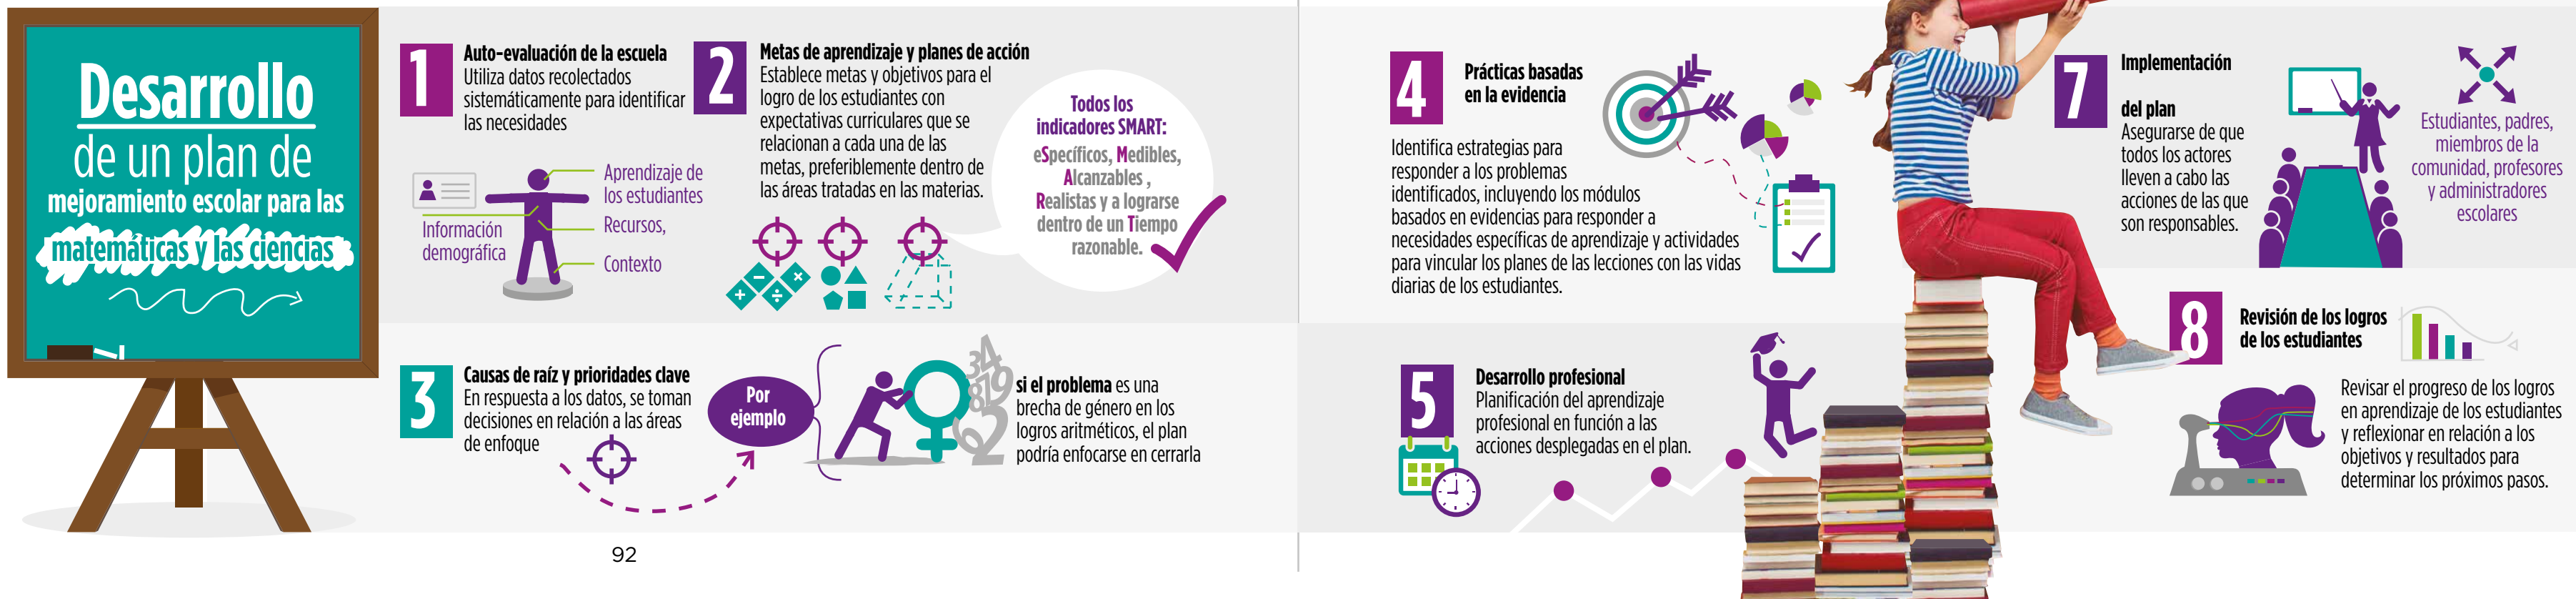 Desarrollo
de un plan de
mejoramiento escolar para las
matemáticas y las ciencias
1
Auto-evaluación de la escuela
Utiliza datos recolectados
sistemáticamente para identificar
las necesidades
Aprendizaje de
los estudiantes
Recursos,
Contexto
Información
demográfica
2
Metas de aprendizaje y planes de acción
Establece metas y objetivos para el
logro de los estudiantes con
expectativas curriculares que se
relacionan a cada una de las
metas, preferiblemente dentro de
las áreas tratadas en las materias.
Todos los
indicadores SMART:
eSpecíficos, Medibles,
Alcanzables ,
Realistas y a lograrse
dentro de un Tiempo
razonable.
3
Causas de raíz y prioridades clave
En respuesta a los datos, se toman
decisiones en relación a las áreas
de enfoque
Por
ejemplo
si el problema es una
brecha de género en los
logros aritméticos, el plan
podría enfocarse en cerrarla
92
4
Prácticas basadas
en la evidencia
Identifica estrategias para
responder a los problemas
identificados, incluyendo los módulos
basados en evidencias para responder a
necesidades específicas de aprendizaje y actividades
para vincular los planes de las lecciones con las vidas
diarias de los estudiantes.
5
Desarrollo profesional
Planificación del aprendizaje
profesional en función a las
acciones desplegadas en el plan.
7
Implementación
del plan
Asegurarse de que
todos los actores
lleven a cabo las
acciones de las que
son responsables.
Estudiantes, padres,
miembros de la
comunidad, profesores
y administradores
escolares
8
Revisión de los logros
de los estudiantes
Revisar el progreso de los logros
en aprendizaje de los estudiantes
y reflexionar en relación a los
objetivos y resultados para
determinar los próximos pasos.